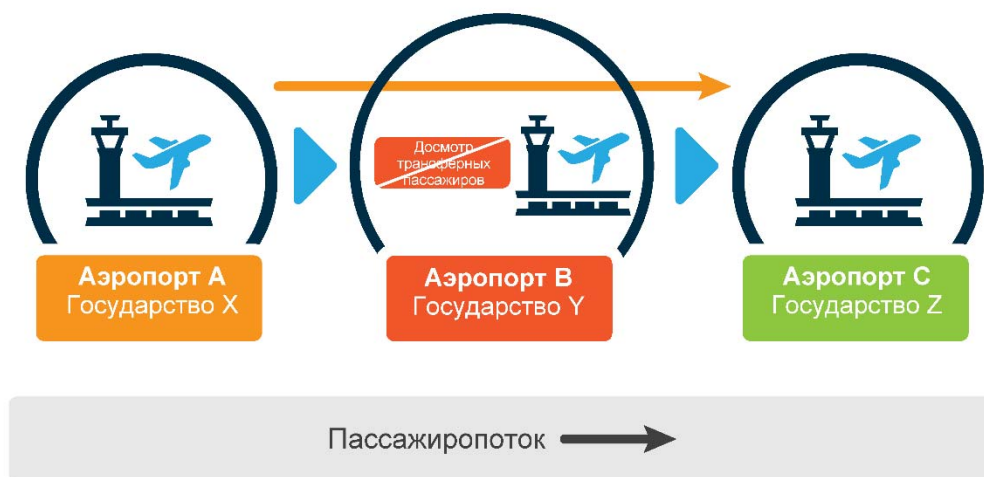 Досмотр
трансферных
пассажиров
Аэропорт A
Государство X
Аэропорт B
Государство Y
Аэропорт C
Государство Z
Пассажиропоток